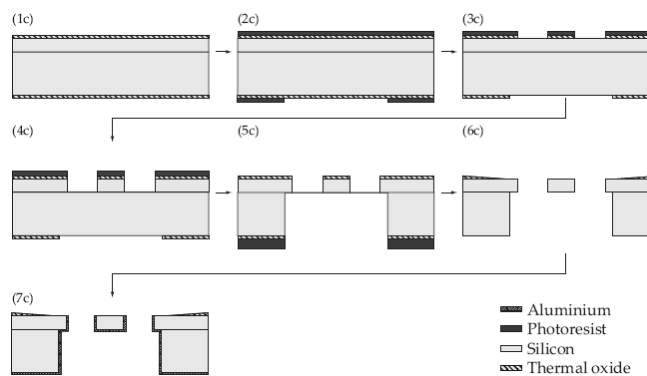 (1c)
(2c)
(3c)
(4c)
(5c)
(6c)
(7c)
Aluminium
Photoresist
Silicon
Thermal oxide